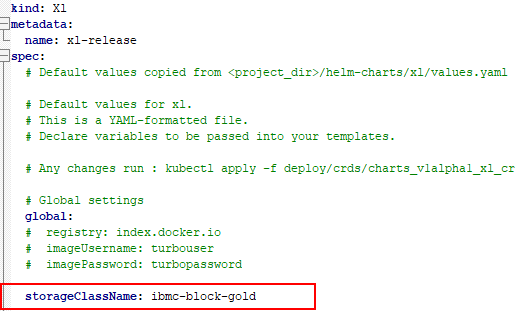 kind: Xl
metadata:
name: xl-release
spec:
# Default values copied from <project_dir>/helm-charts/xl/values.yaml
# Default values for xl.
# This is a YAML-formatted file.
# Declare variables to be passed into your templates.
# Any changes run : kubectl apply -f deploy/crds/charts_v1alpha1_xl_cr
# Global settings
global:
# registry: index.docker.io
# imageUsername: turbouser
# imagePassword: turbopassword
storageClassName: ibmc-block-gold